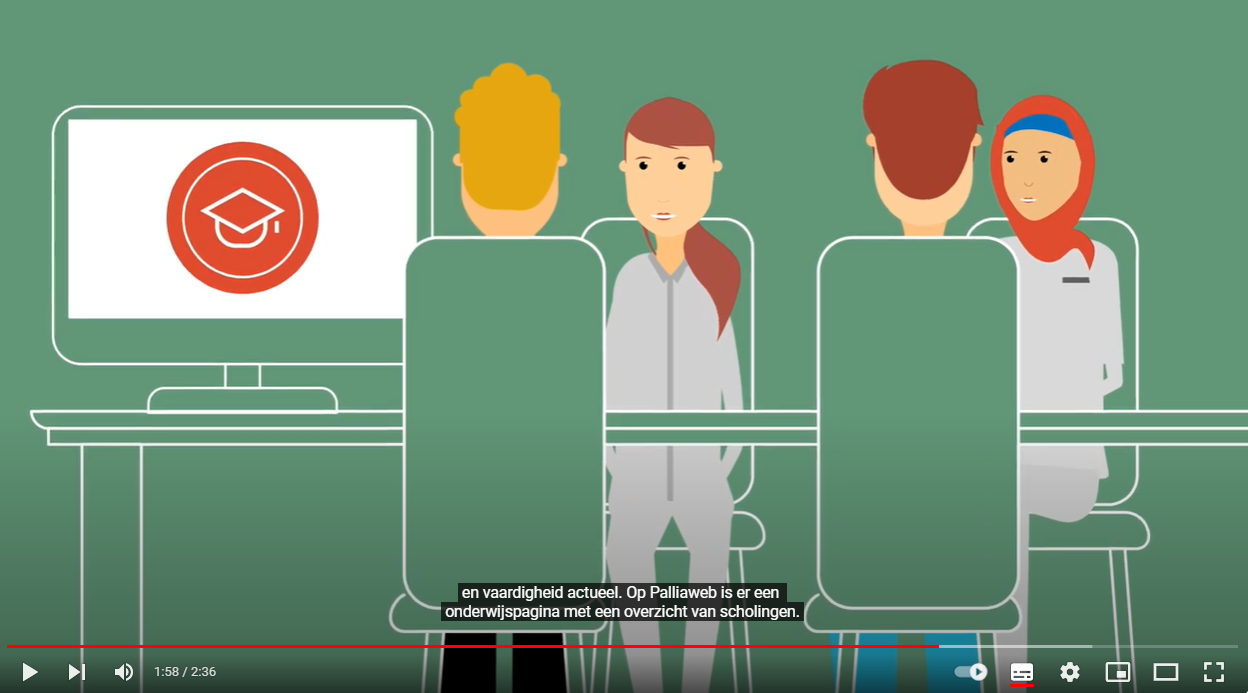 en vaardigheid actueel. Op Palliaweb is er een
onderwijspagina met een overzicht van scholingen.
1:58 / 2:36